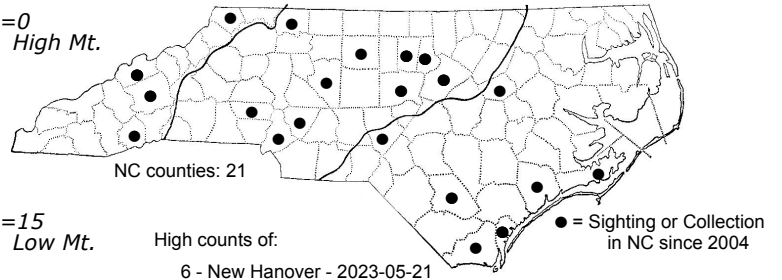 =0
High Mt.
NC counties: 21
=15
Low Mt.
High counts of:
6 - New Hanover - 2023-05-21
● = Sighting or Collection
in NC since 2004